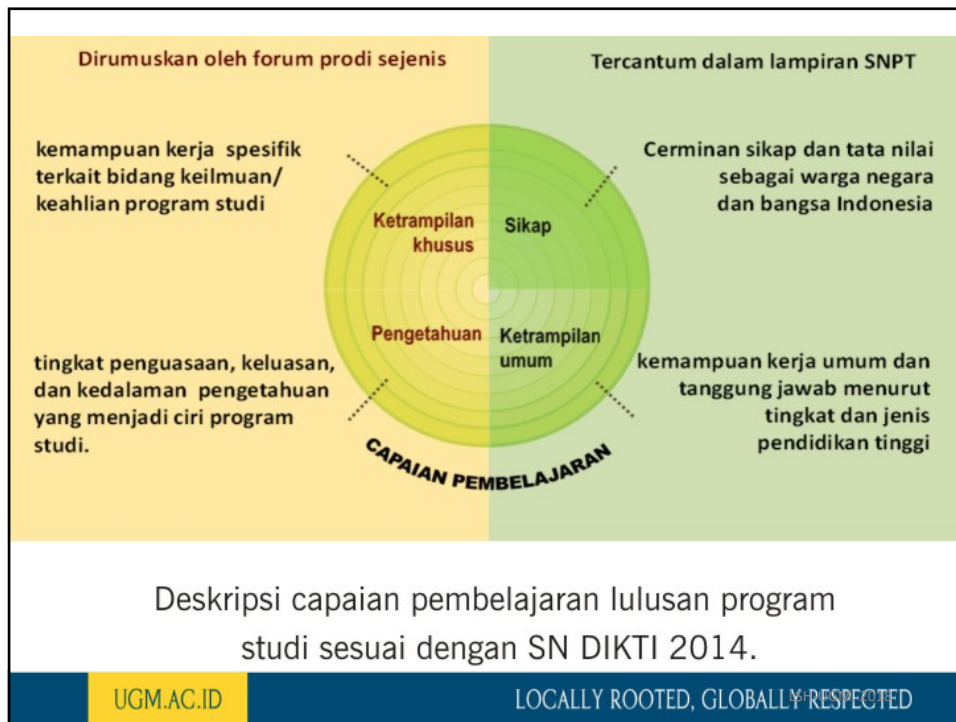 Dirumuskan oleh forum prodi sejenis
Tercantum dalam lampiran SNPT
kemampuan kerja spesifik
terkait bidang keilmuan/
keahlian program studi
Cerminan sikap dan tata nilai
sebagai warga negara
dan bangsa Indonesia
Ketrampilan
khusus
Sikap
Pengetahuan
Ketrampilan
umum
tingkat penguasaan, keluasan,
dan kedalaman pengetahuan
yang menjadi ciri program
studi.
kemampuan kerja umum dan
tanggung jawab menurut
tingkat dan jenis
pendidikan tinggi
CAPAIAN PEMBELAJARAN
Deskripsi capaian pembelajaran lulusan program
studi sesuai dengan SN DIKTI 2014.
UGM.AC.ID
LOCALLY ROOTED, GLOBALLY RESPECTED